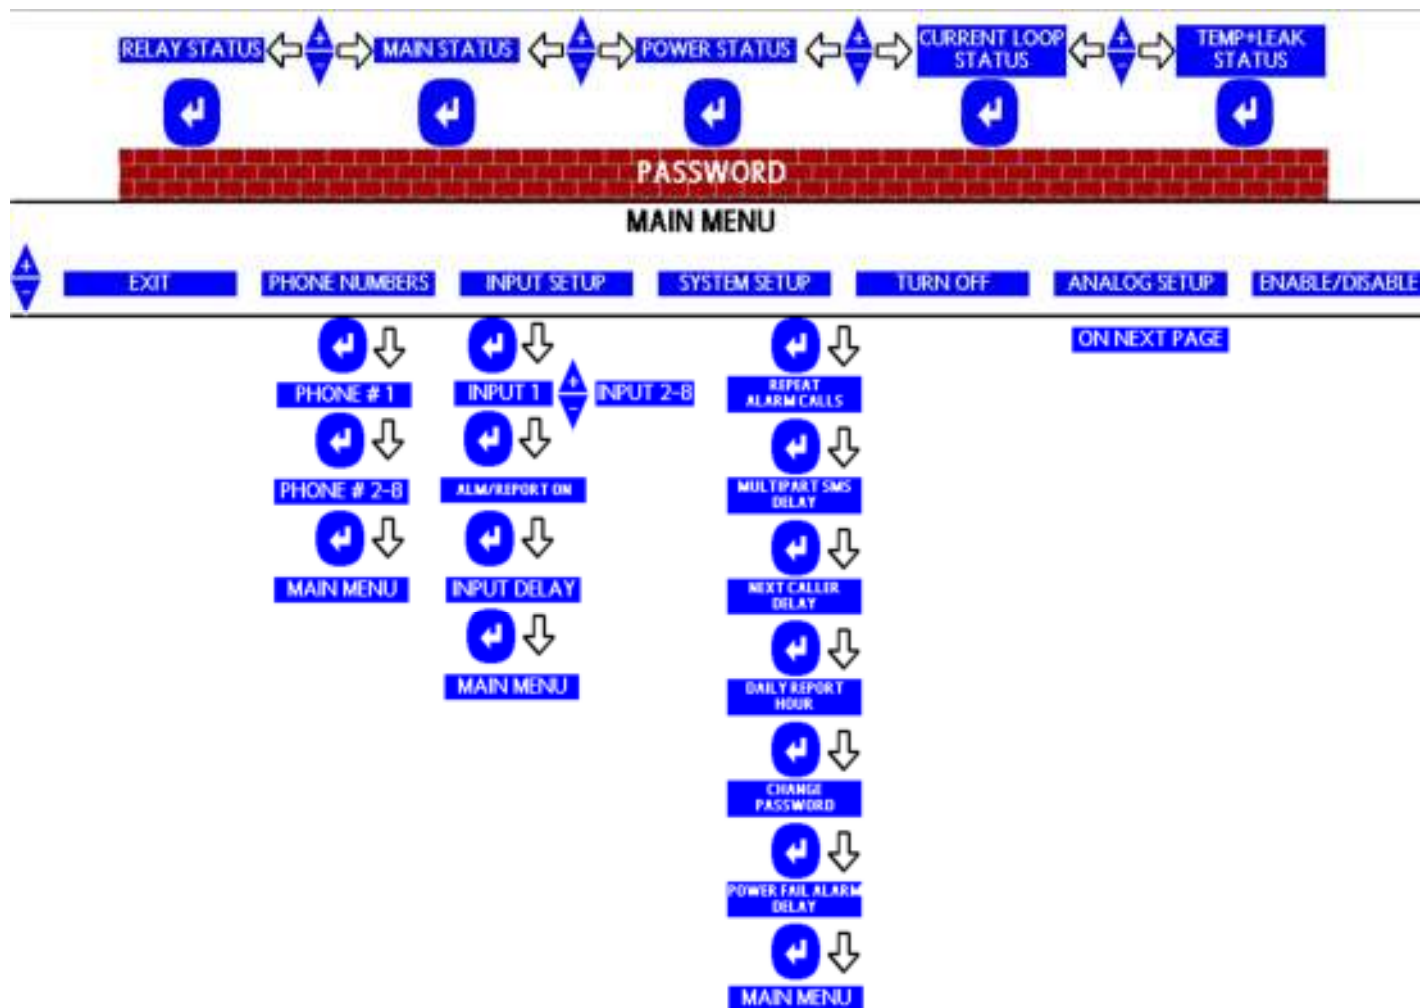 RELAY STATUS
MAIN STATUS
POWER STATUS
CURRENT LOOP
STATUS
TEMP+LEAK
STATUS
PASSWORD
MAIN MENU
EXIT
PHONE NUMBERS
INPUT SETUP
SYSTEM SETUP
TURN OFF
ANALOG SETUP
ENABLE/DISABLE
PHONE # 1
PHONE # 2-8
MAIN MENU
INPUT 1
INPUT 2-8
ALM/REPORT ON
INPUT DELAY
MAIN MENU
REPEAT
ALARM CALLS
MULTIPART SMS
DELAY
NEXT CALLER
DELAY
DAILY REPORT
HOUR
CHANGE
PASSWORD
POWER FAIL ALARM
DELAY
MAIN MENU
ON NEXT PAGE